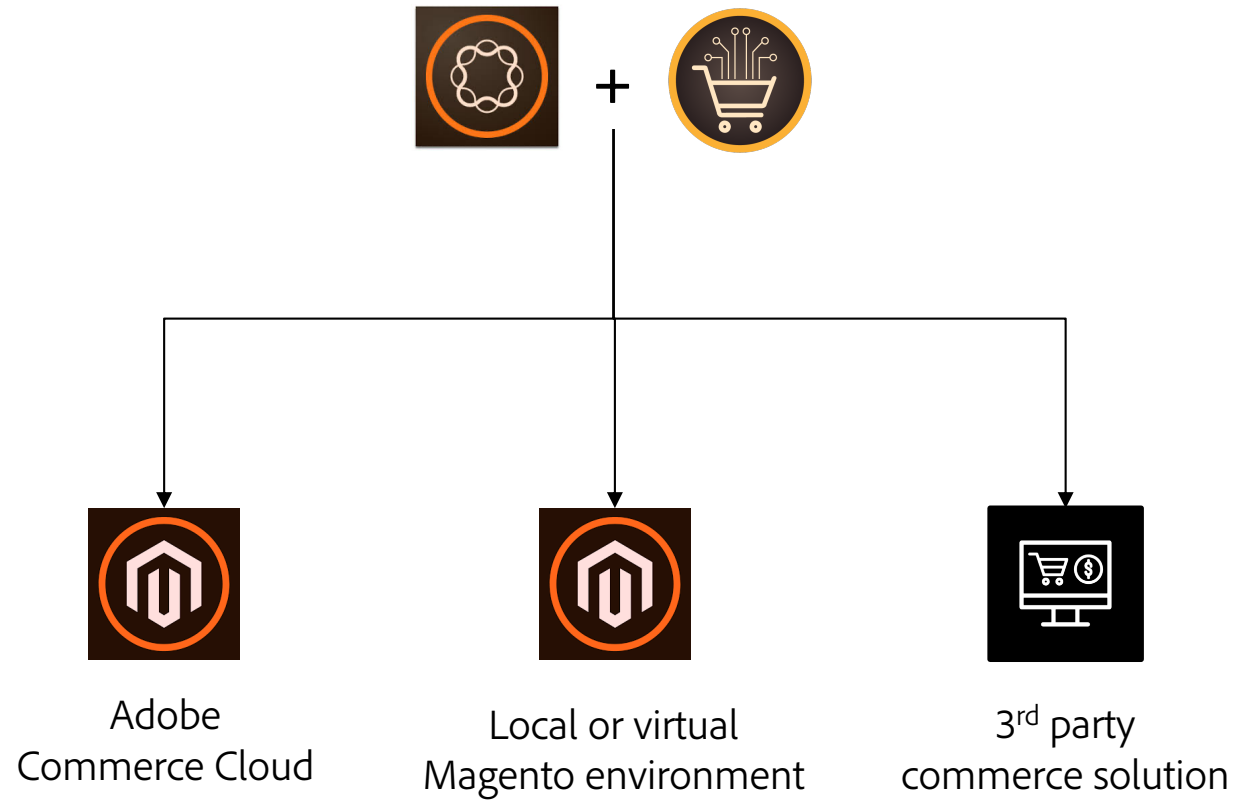 +
Adobe
Commerce Cloud
Local or virtual
Magento environment
3rd party
commerce solution